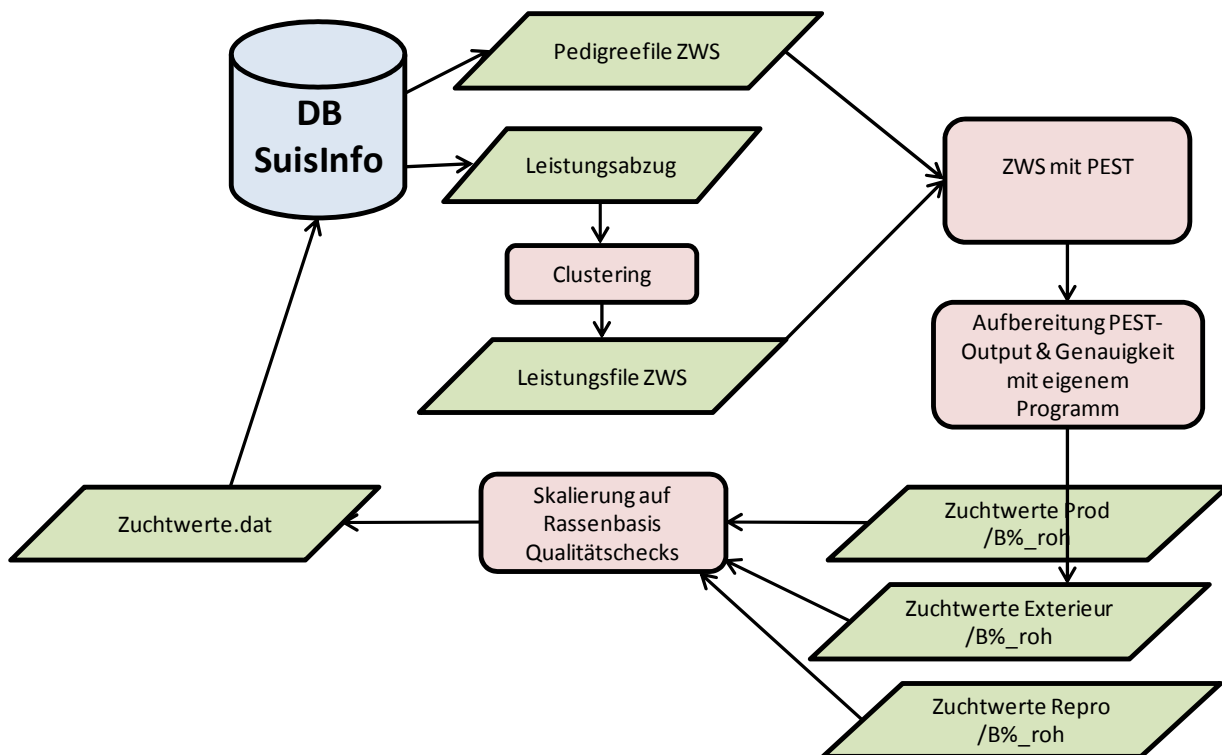 Pedigreefile ZWS
DB
SuisInfo
Leistungsabzug
ZWS mit PEST
Clustering
Leistungsfile ZWS
Aufbereitung PEST-
Output & Genauigkeit
mit eigenem
Programm
Zuchtwerte.dat
Skalierung auf
Rassenbasis
Qualitätschecks
Zuchtwerte Prod
/B%_roh
Zuchtwerte Exterieur
/B%_roh
Zuchtwerte Repro
/B%_roh